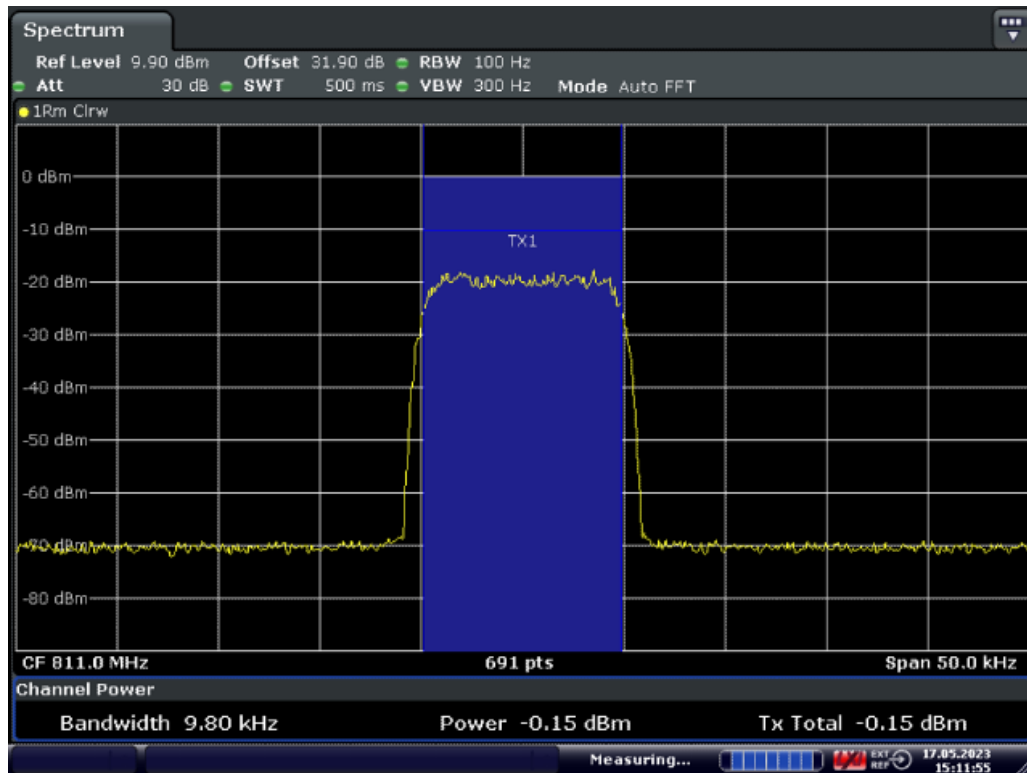 Spectrum
Ref Level 9.90 dBm Offset 31.90 dB RBW 100 Hz
Att 30 dB SWT 500 ms VBW 300 Hz Mode Auto FFT
1Rm Clrw
0 dBm
-10 dBm
TX1
-20 dBm
-30 dBm
-40 dBm
-50 dBm
-60 dBm
-70 dBm
-80 dBm
CF 811.0 MHz 691 pts Span 50.0 kHz
Channel Power
Bandwidth 9.80 kHz Power -0.15 dBm Tx Total -0.15 dBm
Measuring... EXT REF 17.05.2023
15:11:55